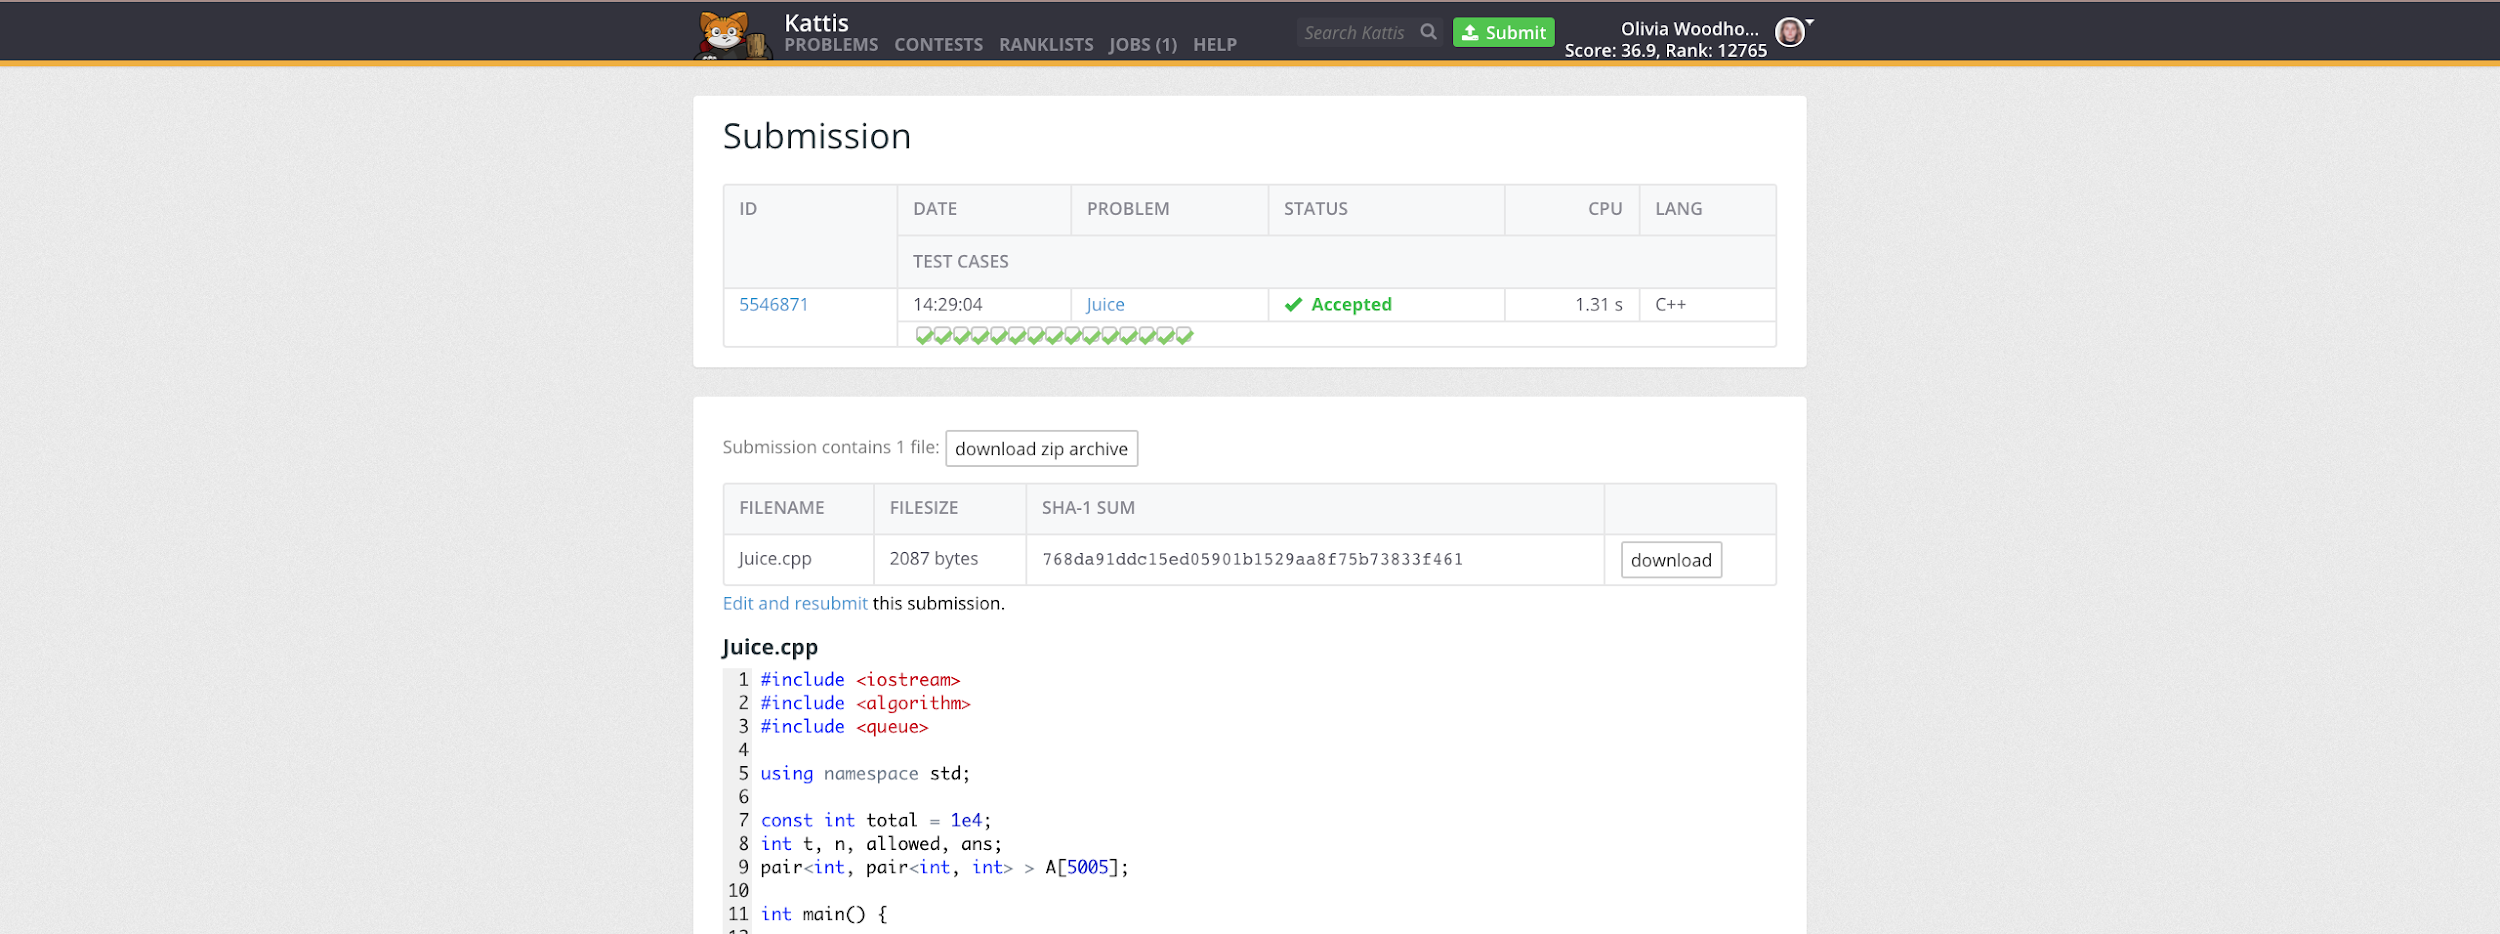 Kattis
PROBLEMS CONTESTS RANKLISTS JOBS (1) HELP
Search Kattis
Submit
Olivia Woodho...
Score: 36.9, Rank: 12765
Submission
ID DATE PROBLEM STATUS CPU LANG
TEST CASES
5546871 14:29:04 Juice Accepted 1.31 s C++
Submission contains 1 file: download zip archive
FILENAME FILESIZE SHA-1 SUM
Juice.cpp 2087 bytes 768da91ddc15ed05901b1529aa8f75b73833f461 download
Edit and resubmit this submission.
Juice.cpp
1 #include <iostream>
2 #include <algorithm>
3 #include <queue>
4
5 using namespace std;
6
7 const int total = 1e4;
8 int t, n, allowed, ans;
9 pair<int, pair<int, int> > A[5005];
10
11 int main() {